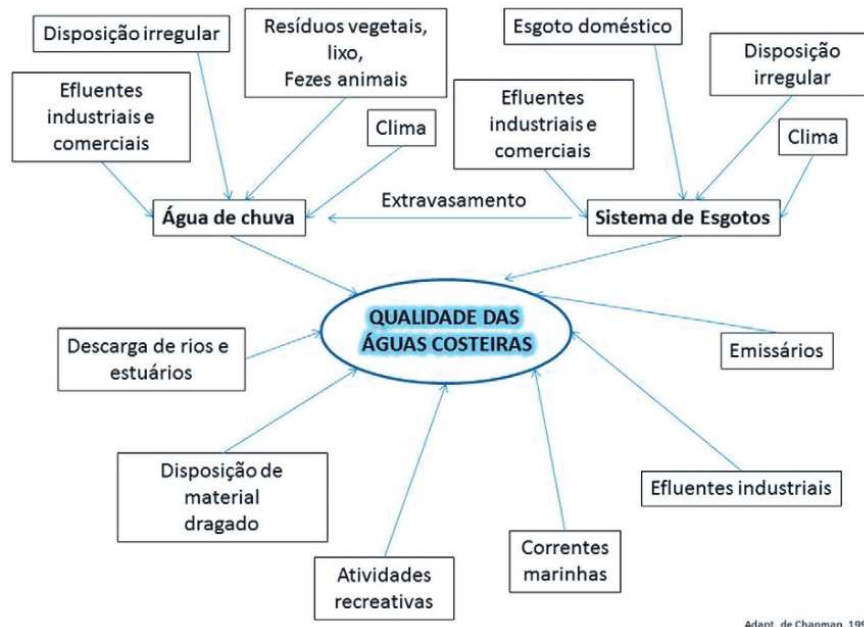 Disposição irregular
Resíduos vegetais,
lixo,
Fezes animais
Esgoto doméstico
Disposição
irregular
Efluentes
industriais e
comerciais
Clima
Efluentes
industriais e
comerciais
Clima
Água de chuva
Extravasamento
Sistema de Esgotos
QUALIDADE DAS
ÁGUAS COSTEIRAS
Descarga de rios e
estuários
Emissários
Disposição de
material
dragado
Efluentes industriais
Atividades
recreativas
Correntes
marinhas
Adapt. de Chapman, 199